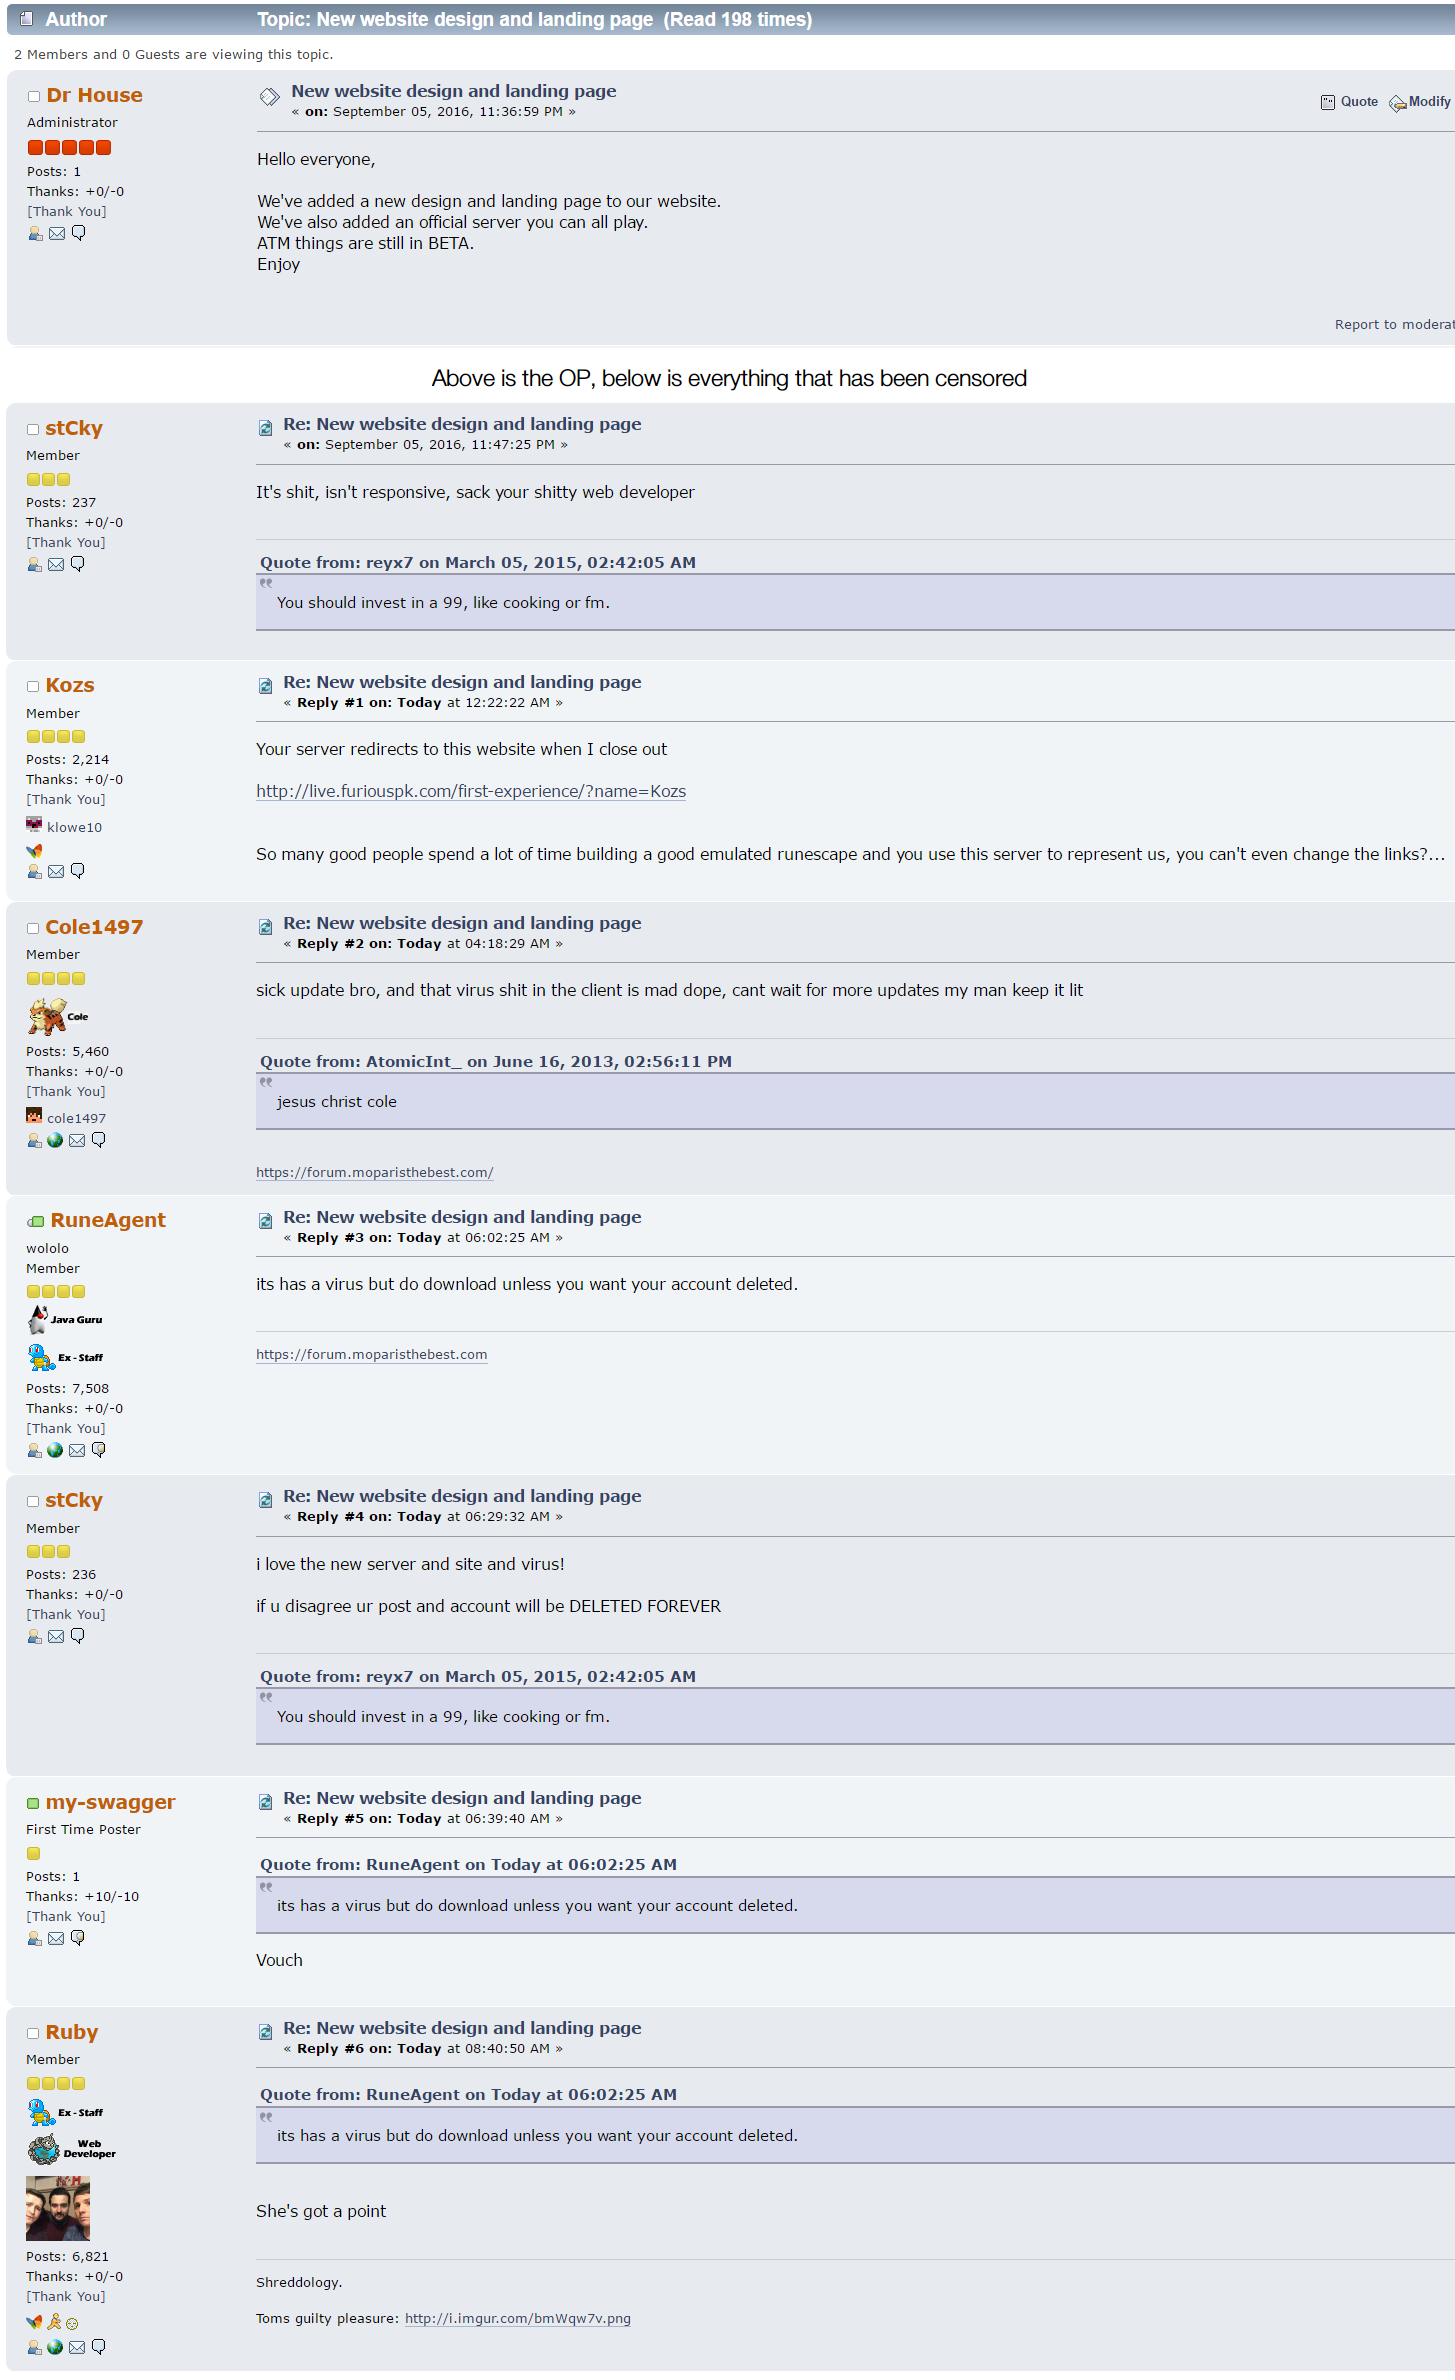 Author Topic: New website design and landing page (Read 198 times)
2 Members and 0 Guests are viewing this topic.
Dr House
Administrator
Posts: 1
Thanks: +0/-0
[Thank You]
New website design and landing page
« on: September 05, 2016, 11:36:59 PM »
Quote Modify
Hello everyone,
We've added a new design and landing page to our website.
We've also added an official server you can all play.
ATM things are still in BETA.
Enjoy
Report to moderat
Above is the OP, below is everything that has been censored
stCky
Member
Posts: 237
Thanks: +0/-0
[Thank You]
Re: New website design and landing page
« on: September 05, 2016, 11:47:25 PM »
It's shit, isn't responsive, sack your shitty web developer
Quote from: reyx7 on March 05, 2015, 02:42:05 AM
You should invest in a 99, like cooking or fm.
Kozs
Member
Posts: 2,214
Thanks: +0/-0
[Thank You]
klowe10
Re: New website design and landing page
« Reply #1 on: Today at 12:22:22 AM »
Your server redirects to this website when I close out
http://live.furiouspk.com/first-experience/?name=Kozs
So many good people spend a lot of time building a good emulated runescape and you use this server to represent us, you can't even change the links?...
Cole1497
Member
Cole
Posts: 5,460
Thanks: +0/-0
[Thank You]
cole1497
Re: New website design and landing page
« Reply #2 on: Today at 04:18:29 AM »
sick update bro, and that virus shit in the client is mad dope, cant wait for more updates my man keep it lit
Quote from: AtomicInt_ on June 16, 2013, 02:56:11 PM
jesus christ cole
https://forum.moparisthebest.com/
RuneAgent
wololo
Member
Java Guru
Ex - Staff
Posts: 7,508
Thanks: +0/-0
[Thank You]
Re: New website design and landing page
« Reply #3 on: Today at 06:02:25 AM »
its has a virus but do download unless you want your account deleted.
https://forum.moparisthebest.com
stCky
Member
Posts: 236
Thanks: +0/-0
[Thank You]
Re: New website design and landing page
« Reply #4 on: Today at 06:29:32 AM »
i love the new server and site and virus!
if u disagree ur post and account will be DELETED FOREVER
Quote from: reyx7 on March 05, 2015, 02:42:05 AM
You should invest in a 99, like cooking or fm.
my-swagger
First Time Poster
Posts: 1
Thanks: +10/-10
[Thank You]
Re: New website design and landing page
« Reply #5 on: Today at 06:39:40 AM »
Quote from: RuneAgent on Today at 06:02:25 AM
its has a virus but do download unless you want your account deleted.
Vouch
Ruby
Member
Ex - Staff
Web
Developer
Posts: 6,821
Thanks: +0/-0
[Thank You]
Re: New website design and landing page
« Reply #6 on: Today at 08:40:50 AM »
Quote from: RuneAgent on Today at 06:02:25 AM
its has a virus but do download unless you want your account deleted.
She's got a point
Shreddology.
Toms guilty pleasure: http://i.imgur.com/bmWqw7v.png